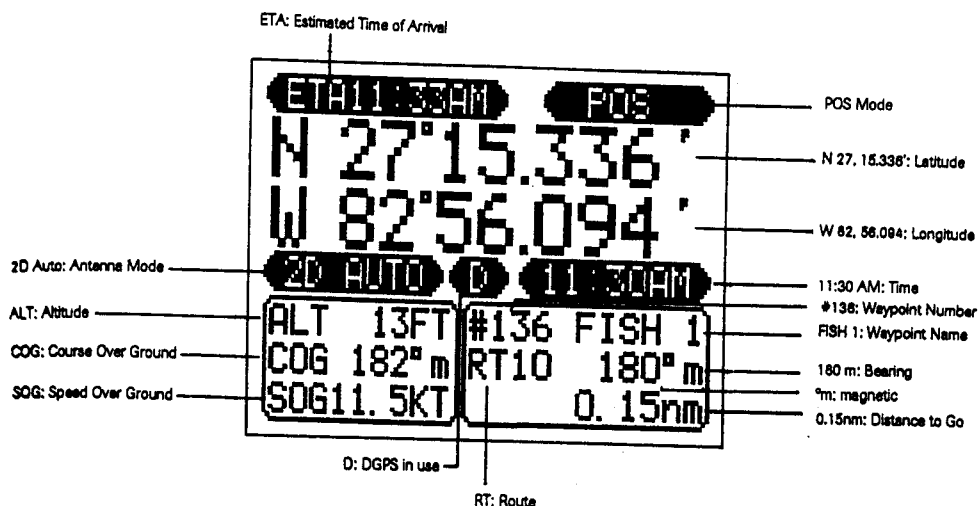 ETA: Estimated Time of Arrival
ETA11:33AM
POS
POS Mode
N 27°15.336'
N 27, 15.336': Latitude
W 82°56.094'
W 82, 56.094: Longitude
2D Auto: Antenna Mode
2D AUTO
D
11:30AM
11:30 AM: Time
#136: Waypoint Number
ALT: Altitude
ALT 13FT
#136 FISH 1
FISH 1: Waypoint Name
COG: Course Over Ground
COG 182°m
RT10 180°m
180 m: Bearing
°m: magnetic
SOG: Speed Over Ground
SOG11.5KT
0.15nm
0.15nm: Distance to Go
D: DGPS in use
RT: Route